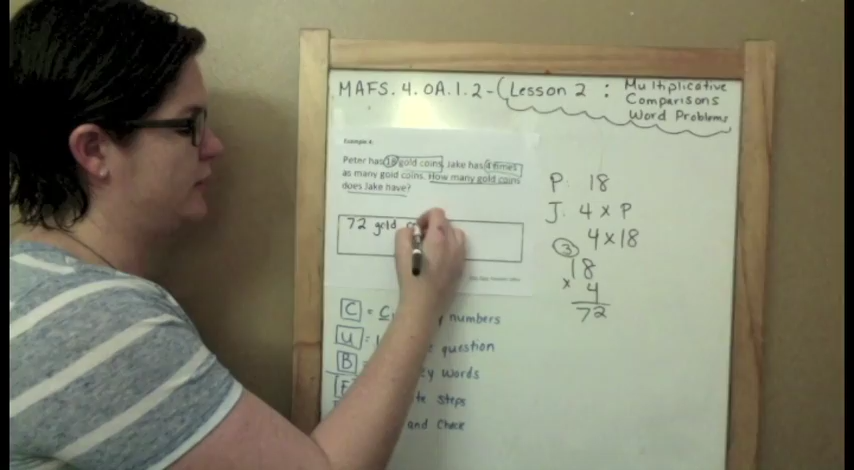 MAFS.4.OA.1.2 - (Lesson 2 : Multiplicative
Comparisons
Word Problems
Example 4:
Peter has 18 gold coins. Jake has 4 times
as many gold coins. How many gold coins
does Jake have?
72 gold
P: 18
J: 4 x P
4 x 18
3
18
x 4
72
C =
numbers
U =
question
B
words
steps
and Check